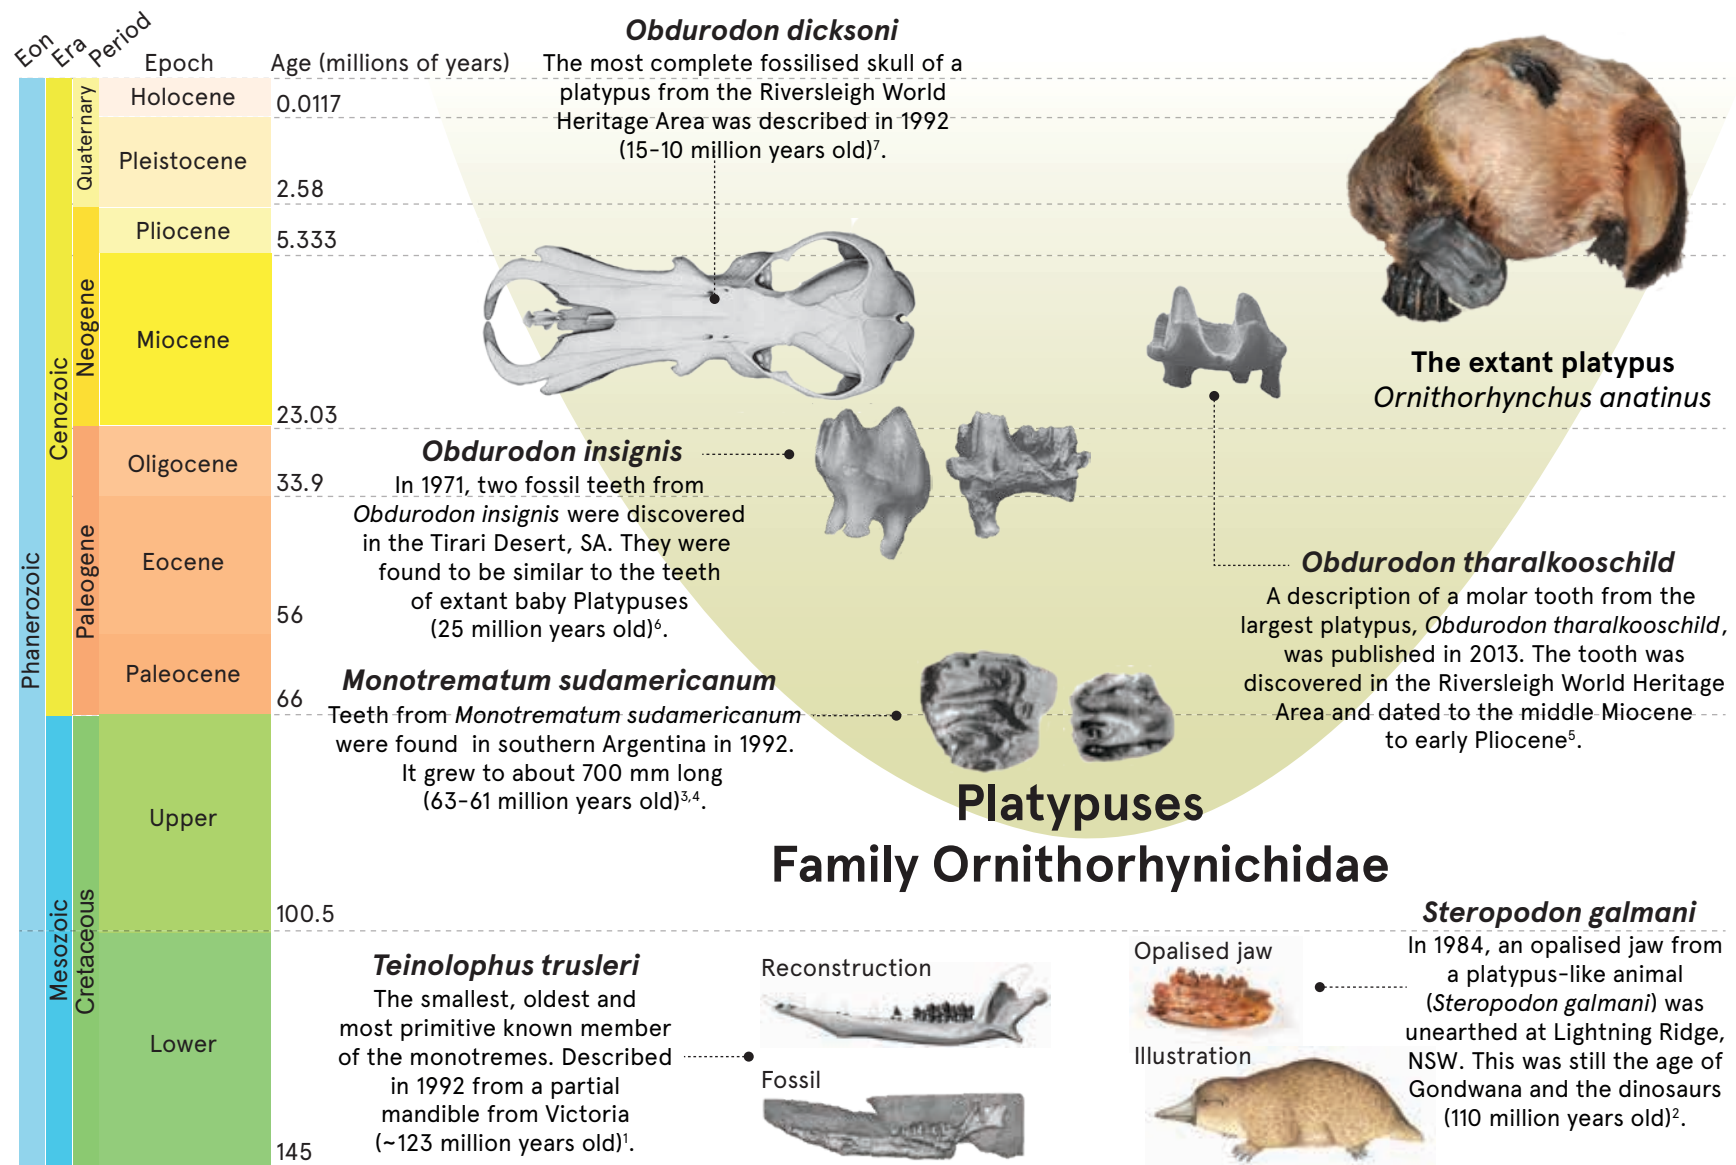 Eon
Era
Period
Epoch
Age (millions of years)
Phanerozoic
Cenozoic
Mesozoic
Quaternary
Neogene
Paleogene
Cretaceous
Holocene
0.0117
Pleistocene
2.58
Pliocene
5.333
Miocene
23.03
Oligocene
33.9
Eocene
56
Paleocene
66
Upper
100.5
Lower
145
Obdurodon dicksoni
The most complete fossilised skull of a
platypus from the Riversleigh World
Heritage Area was described in 1992
(15-10 million years old)7.
The extant platypus
Ornithorhynchus anatinus
Obdurodon insignis
In 1971, two fossil teeth from
Obdurodon insignis were discovered
in the Tirari Desert, SA. They were
found to be similar to the teeth
of extant baby Platypuses
(25 million years old)6.
Obdurodon tharalkooschild
A description of a molar tooth from the
largest platypus, Obdurodon tharalkooschild,
was published in 2013. The tooth was
discovered in the Riversleigh World Heritage
Area and dated to the middle Miocene
to early Pliocene5.
Monotrematum sudamericanum
Teeth from Monotrematum sudamericanum
were found in southern Argentina in 1992.
It grew to about 700 mm long
(63-61 million years old)3,4.
Platypuses
Family Ornithorhynichidae
Teinolophus trusleri
The smallest, oldest and
most primitive known member
of the monotremes. Described
in 1992 from a partial
mandible from Victoria
(~123 million years old)1.
Reconstruction
Fossil
Opalised jaw
Illustration
Steropodon galmani
In 1984, an opalised jaw from
a platypus-like animal
(Steropodon galmani) was
unearthed at Lightning Ridge,
NSW. This was still the age of
Gondwana and the dinosaurs
(110 million years old)2.